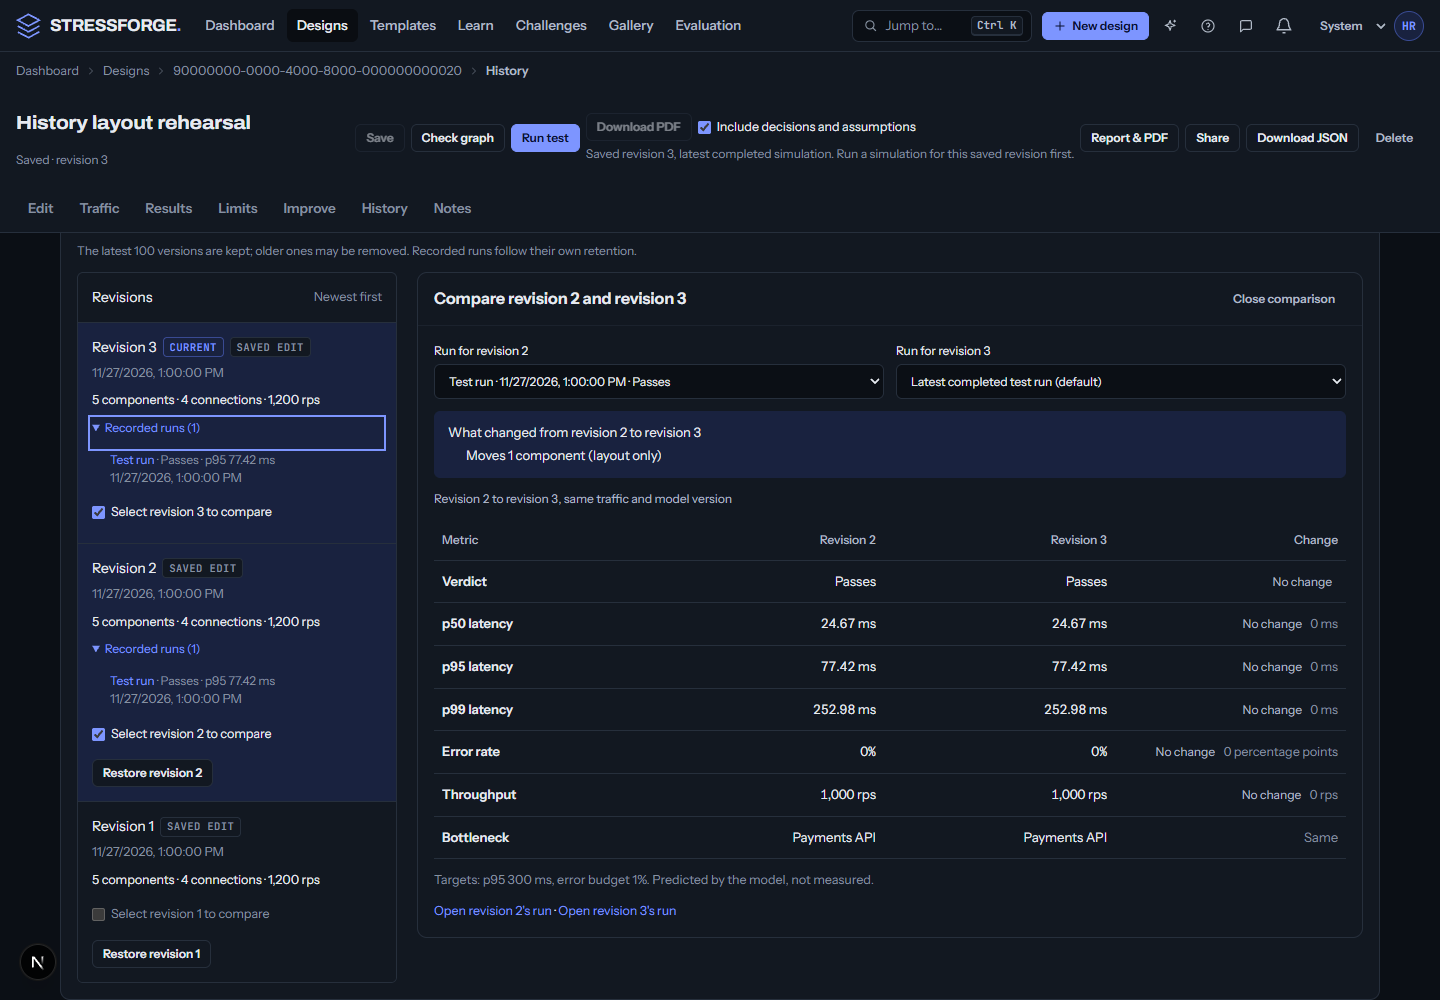 STRESSFORGE. Dashboard Designs Templates Learn Challenges Gallery Evaluation Jump to... Ctrl K New design System HR
Dashboard Designs 90000000-0000-4000-8000-000000000020 History
History layout rehearsal
Saved · revision 3
Save Check graph Run test Download PDF Include decisions and assumptions
Saved revision 3, latest completed simulation. Run a simulation for this saved revision first.
Report & PDF Share Download JSON Delete
Edit Traffic Results Limits Improve History Notes
The latest 100 versions are kept; older ones may be removed. Recorded runs follow their own retention.
Revisions Newest first
Revision 3 CURRENT SAVED EDIT
11/27/2026, 1:00:00 PM
5 components · 4 connections · 1,200 rps
Recorded runs (1)
Test run · Passes · p95 77.42 ms
11/27/2026, 1:00:00 PM
Select revision 3 to compare
Revision 2 SAVED EDIT
11/27/2026, 1:00:00 PM
5 components · 4 connections · 1,200 rps
Recorded runs (1)
Test run · Passes · p95 77.42 ms
11/27/2026, 1:00:00 PM
Select revision 2 to compare
Restore revision 2
Revision 1 SAVED EDIT
11/27/2026, 1:00:00 PM
5 components · 4 connections · 1,200 rps
Select revision 1 to compare
Restore revision 1
Compare revision 2 and revision 3 Close comparison
Run for revision 2 Run for revision 3
Test run · 11/27/2026, 1:00:00 PM · Passes Latest completed test run (default)
What changed from revision 2 to revision 3
Moves 1 component (layout only)
Revision 2 to revision 3, same traffic and model version
Metric Revision 2 Revision 3 Change
Verdict Passes Passes No change
p50 latency 24.67 ms 24.67 ms No change 0 ms
p95 latency 77.42 ms 77.42 ms No change 0 ms
p99 latency 252.98 ms 252.98 ms No change 0 ms
Error rate 0% 0% No change 0 percentage points
Throughput 1,000 rps 1,000 rps No change 0 rps
Bottleneck Payments API Payments API Same
Targets: p95 300 ms, error budget 1%. Predicted by the model, not measured.
Open revision 2's run · Open revision 3's run
N